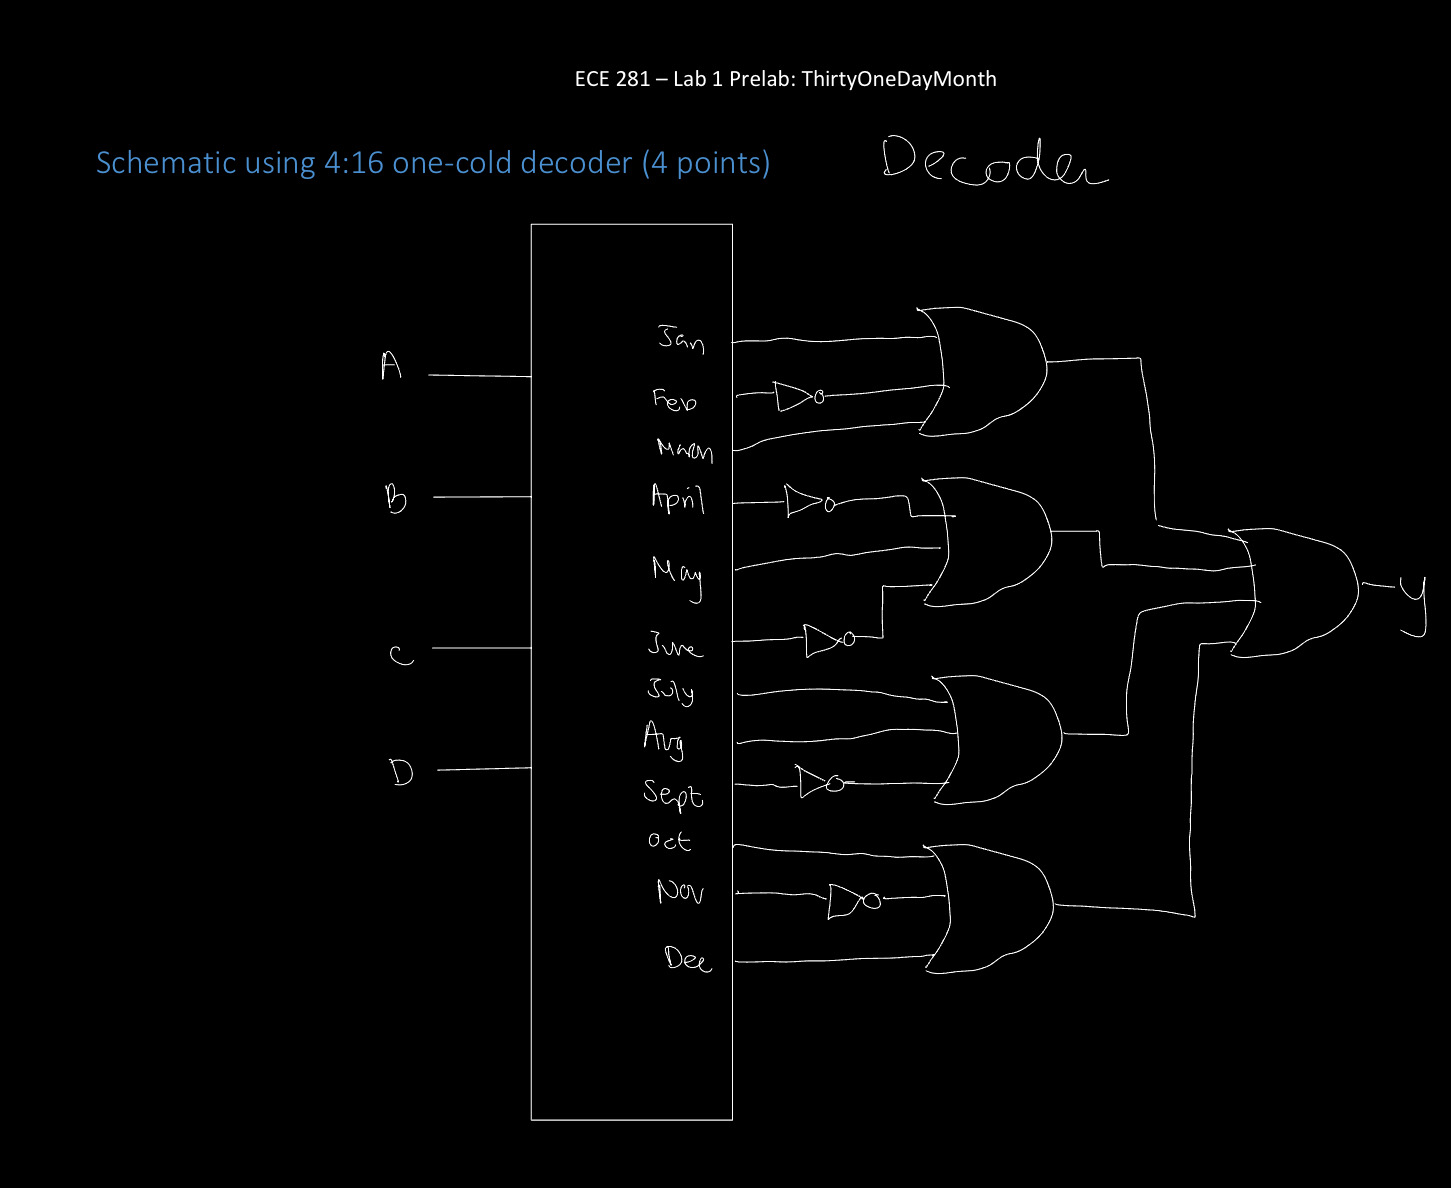 ECE 281 – Lab 1 Prelab: ThirtyOneDayMonth
Schematic using 4:16 one-cold decoder (4 points)
Decoder
A
B
C
D
Jan
Feb
March
April
May
June
July
Aug
Sept
Oct
Nov
Dec
y